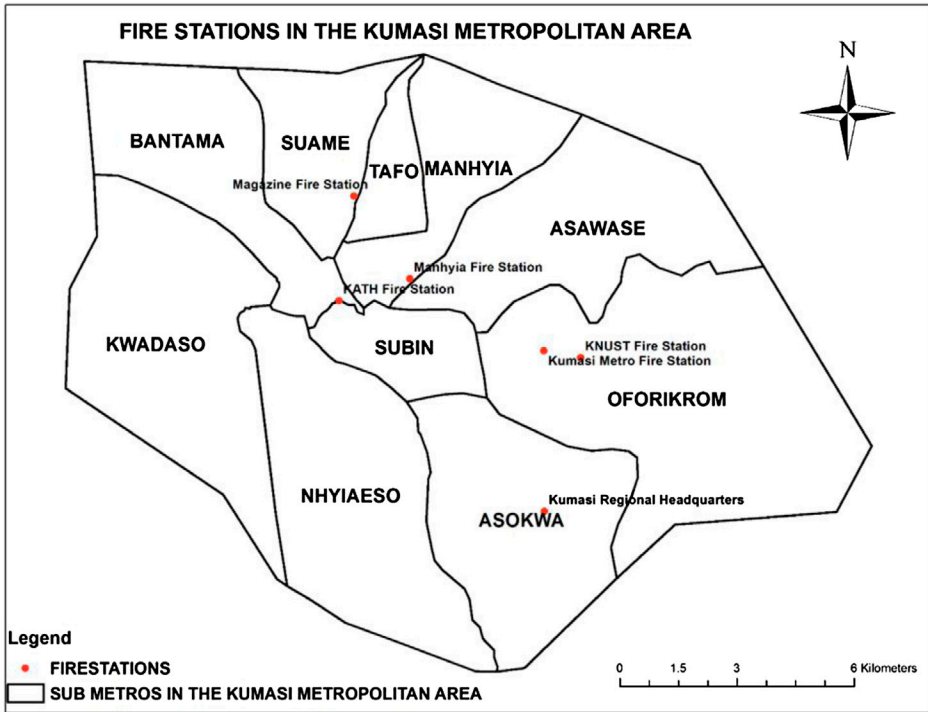 FIRE STATIONS IN THE KUMASI METROPOLITAN AREA
N
BANTAMA
SUAME
TAFO
MANHYIA
Magazine Fire Station
ASAWASE
Manhyia Fire Station
KATH Fire Station
KWADASO
SUBIN
KNUST Fire Station
Kumasi Metro Fire Station
OFORIKROM
NHYIAESO
Kumasi Regional Headquarters
ASOKWA
Legend
FIRESTATIONS
SUB METROS IN THE KUMASI METROPOLITAN AREA
0 1.5 3 6 Kilometers